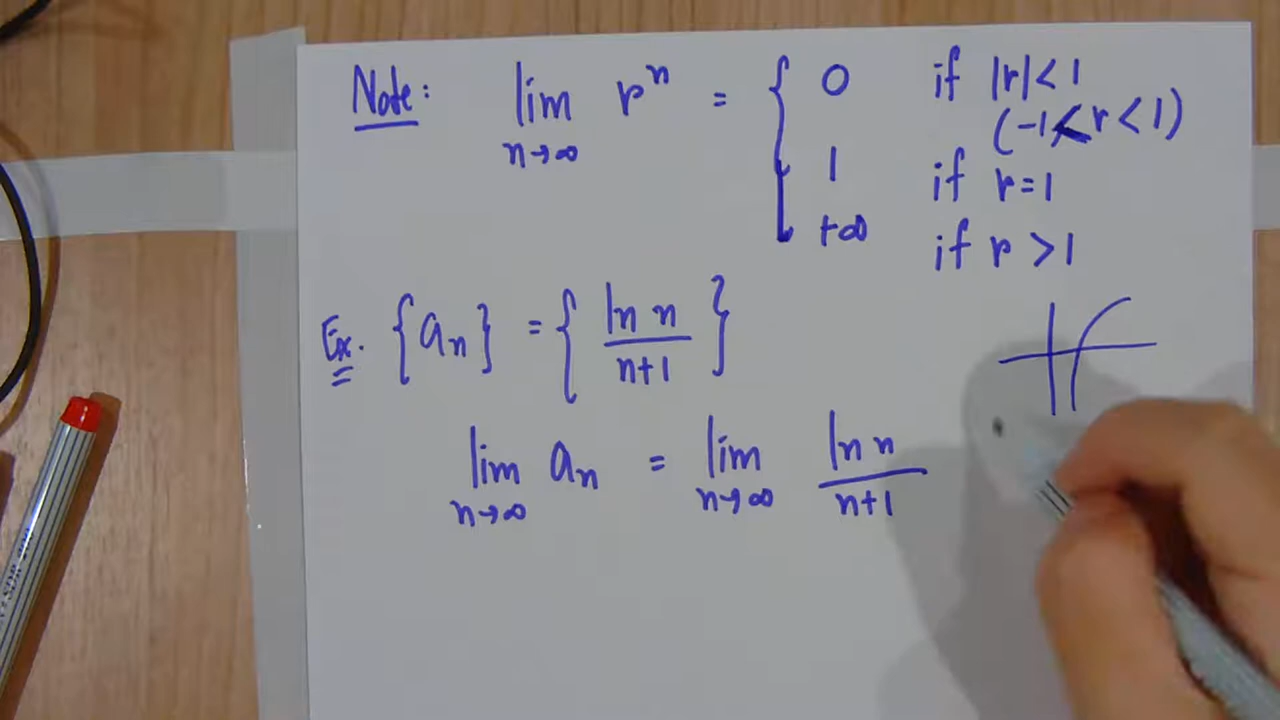 Note: lim n→∞ r^n = { 0 if |r|<1
(-1<r<1)
1 if r=1
+∞ if r>1
Ex. {a_n} = { ln n / n+1 }
lim n→∞ a_n = lim n→∞ ln n / n+1